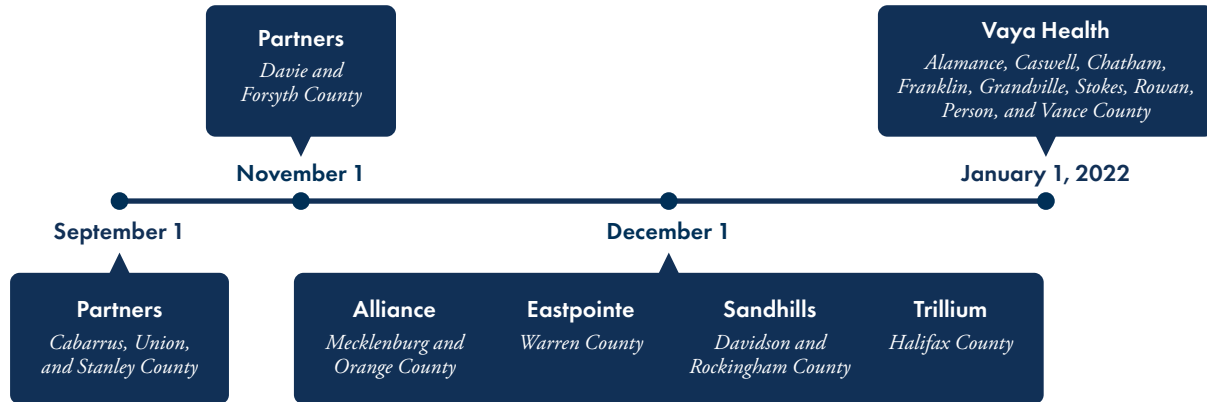 Partners
Davie and
Forsyth County
Vaya Health
Alamance, Caswell, Chatham,
Franklin, Grandville, Stokes, Rowan,
Person, and Vance County
November 1
January 1, 2022
September 1
December 1
Partners
Cabarrus, Union,
and Stanley County
Alliance
Mecklenburg and
Orange County
Eastpointe
Warren County
Sandhills
Davidson and
Rockingham County
Trillium
Halifax County